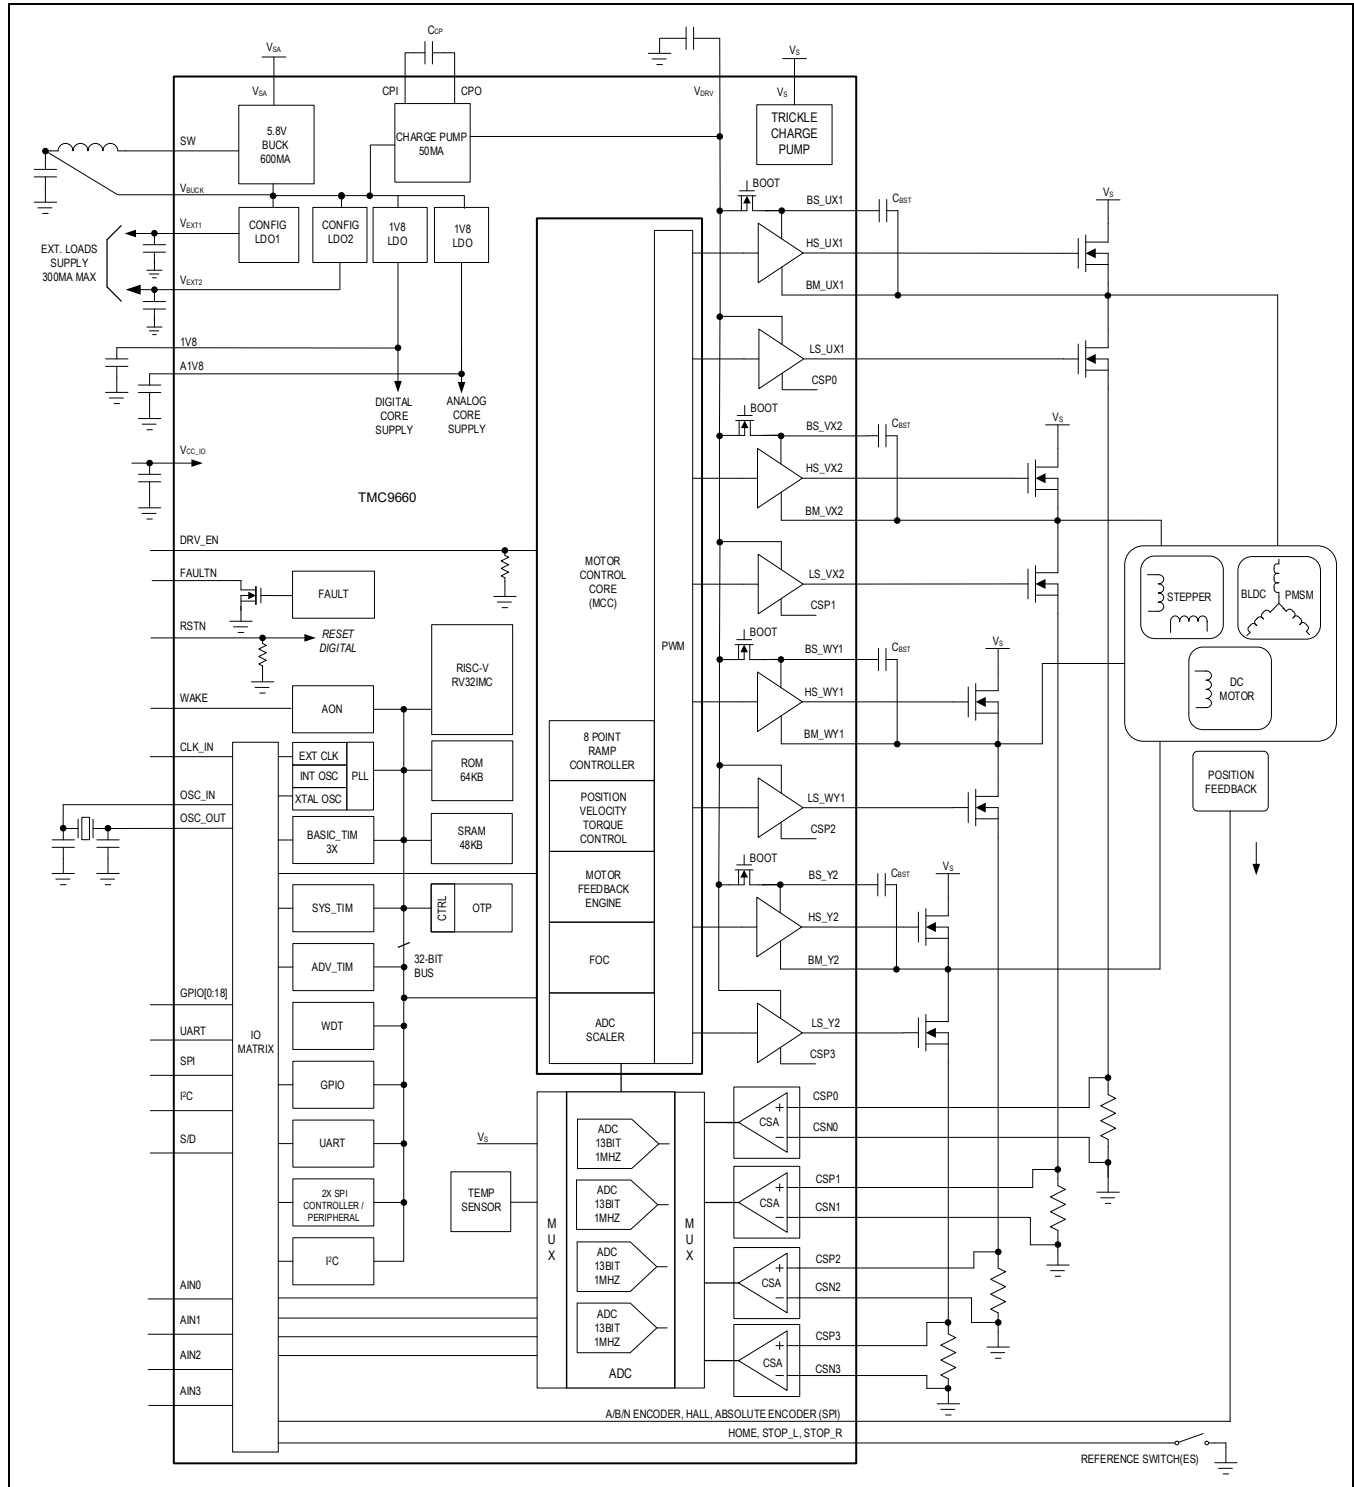 CCP
VSA
VS
VSA
CPI
CPO
VDRV
VS
5.8V
BUCK
600MA
CHARGE PUMP
50MA
TRICKLE
CHARGE
PUMP
SW
VBUCK
VEXT1
EXT. LOADS
SUPPLY
300MA MAX
VEXT2
CONFIG
LDO1
CONFIG
LDO2
1V8
LDO
1V8
LDO
1V8
A1V8
DIGITAL
CORE
SUPPLY
ANALOG
CORE
SUPPLY
VCC_IO
TMC9660
DRV_EN
FAULTN
FAULT
RSTN
RESET
DIGITAL
WAKE
AON
RISC-V
RV32IMC
CLK_IN
EXT CLK
INT OSC
XTAL OSC
PLL
ROM
64KB
OSC_IN
OSC_OUT
BASIC_TIM
3X
SRAM
48KB
SYS_TIM
CTRL
OTP
ADV_TIM
32-BIT
BUS
GPIO[0:18]
UART
SPI
I²C
S/D
IO
MATRIX
WDT
GPIO
UART
2X SPI
CONTROLLER /
PERIPHERAL
I²C
AIN0
AIN1
AIN2
AIN3
MOTOR
CONTROL
CORE
(MCC)
PWM
8 POINT
RAMP
CONTROLLER
POSITION
VELOCITY
TORQUE
CONTROL
MOTOR
FEEDBACK
ENGINE
FOC
ADC
SCALER
BOOT
BS_UX1
CBST
VS
HS_UX1
BM_UX1
LS_UX1
CSP0
BOOT
BS_VX2
CBST
VS
HS_VX2
BM_VX2
LS_VX2
CSP1
BOOT
BS_WY1
CBST
VS
HS_WY1
BM_WY1
LS_WY1
CSP2
BOOT
BS_Y2
CBST
VS
HS_Y2
BM_Y2
LS_Y2
CSP3
STEPPER
BLDC
PMSM
DC
MOTOR
POSITION
FEEDBACK
VS
TEMP
SENSOR
M
U
X
ADC
13BIT
1MHZ
ADC
13BIT
1MHZ
ADC
13BIT
1MHZ
ADC
13BIT
1MHZ
ADC
M
U
X
CSA
+
−
CSP0
CSN0
CSA
+
−
CSP1
CSN1
CSA
+
−
CSP2
CSN2
CSA
+
−
CSP3
CSN3
A/B/N ENCODER, HALL, ABSOLUTE ENCODER (SPI)
HOME, STOP_L, STOP_R
REFERENCE SWITCH(ES)